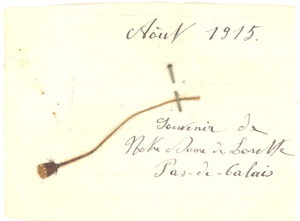 Août 1915.
Souvenir de
Notre Dame de Lorette
Pas-de-Calais